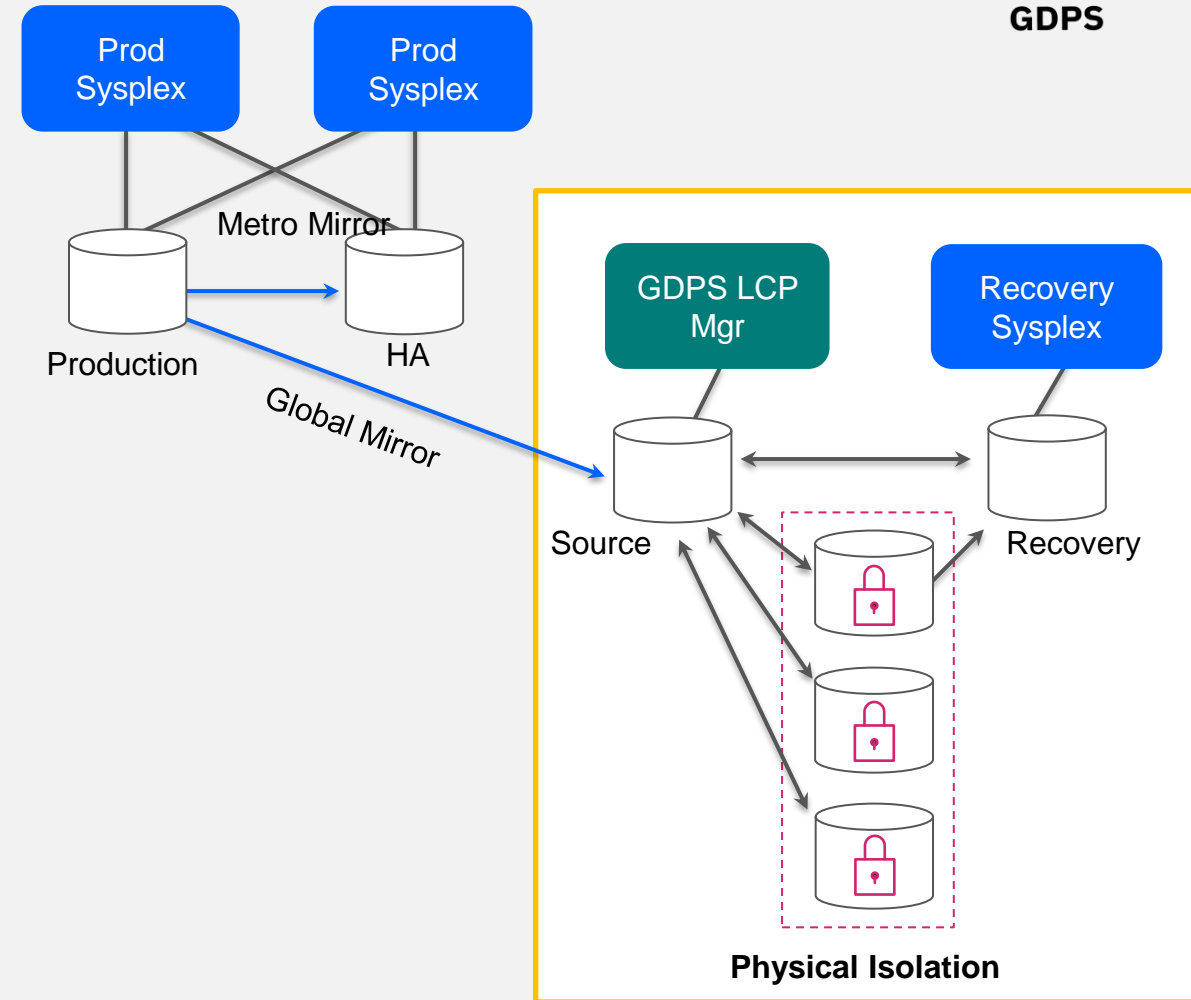 GDPS
Prod
Sysplex
Prod
Sysplex
Metro Mirror
Production
HA
Global Mirror
GDPS LCP
Mgr
Recovery
Sysplex
Source
Recovery
Physical Isolation